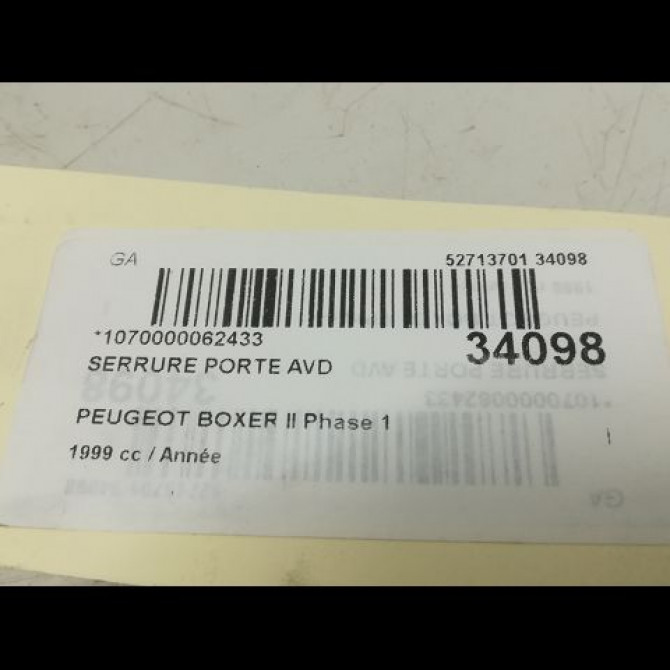 GA 52713701 34098
*1070000062433 34098
SERRURE PORTE AVD
PEUGEOT BOXER II Phase 1
1999 cc / Année